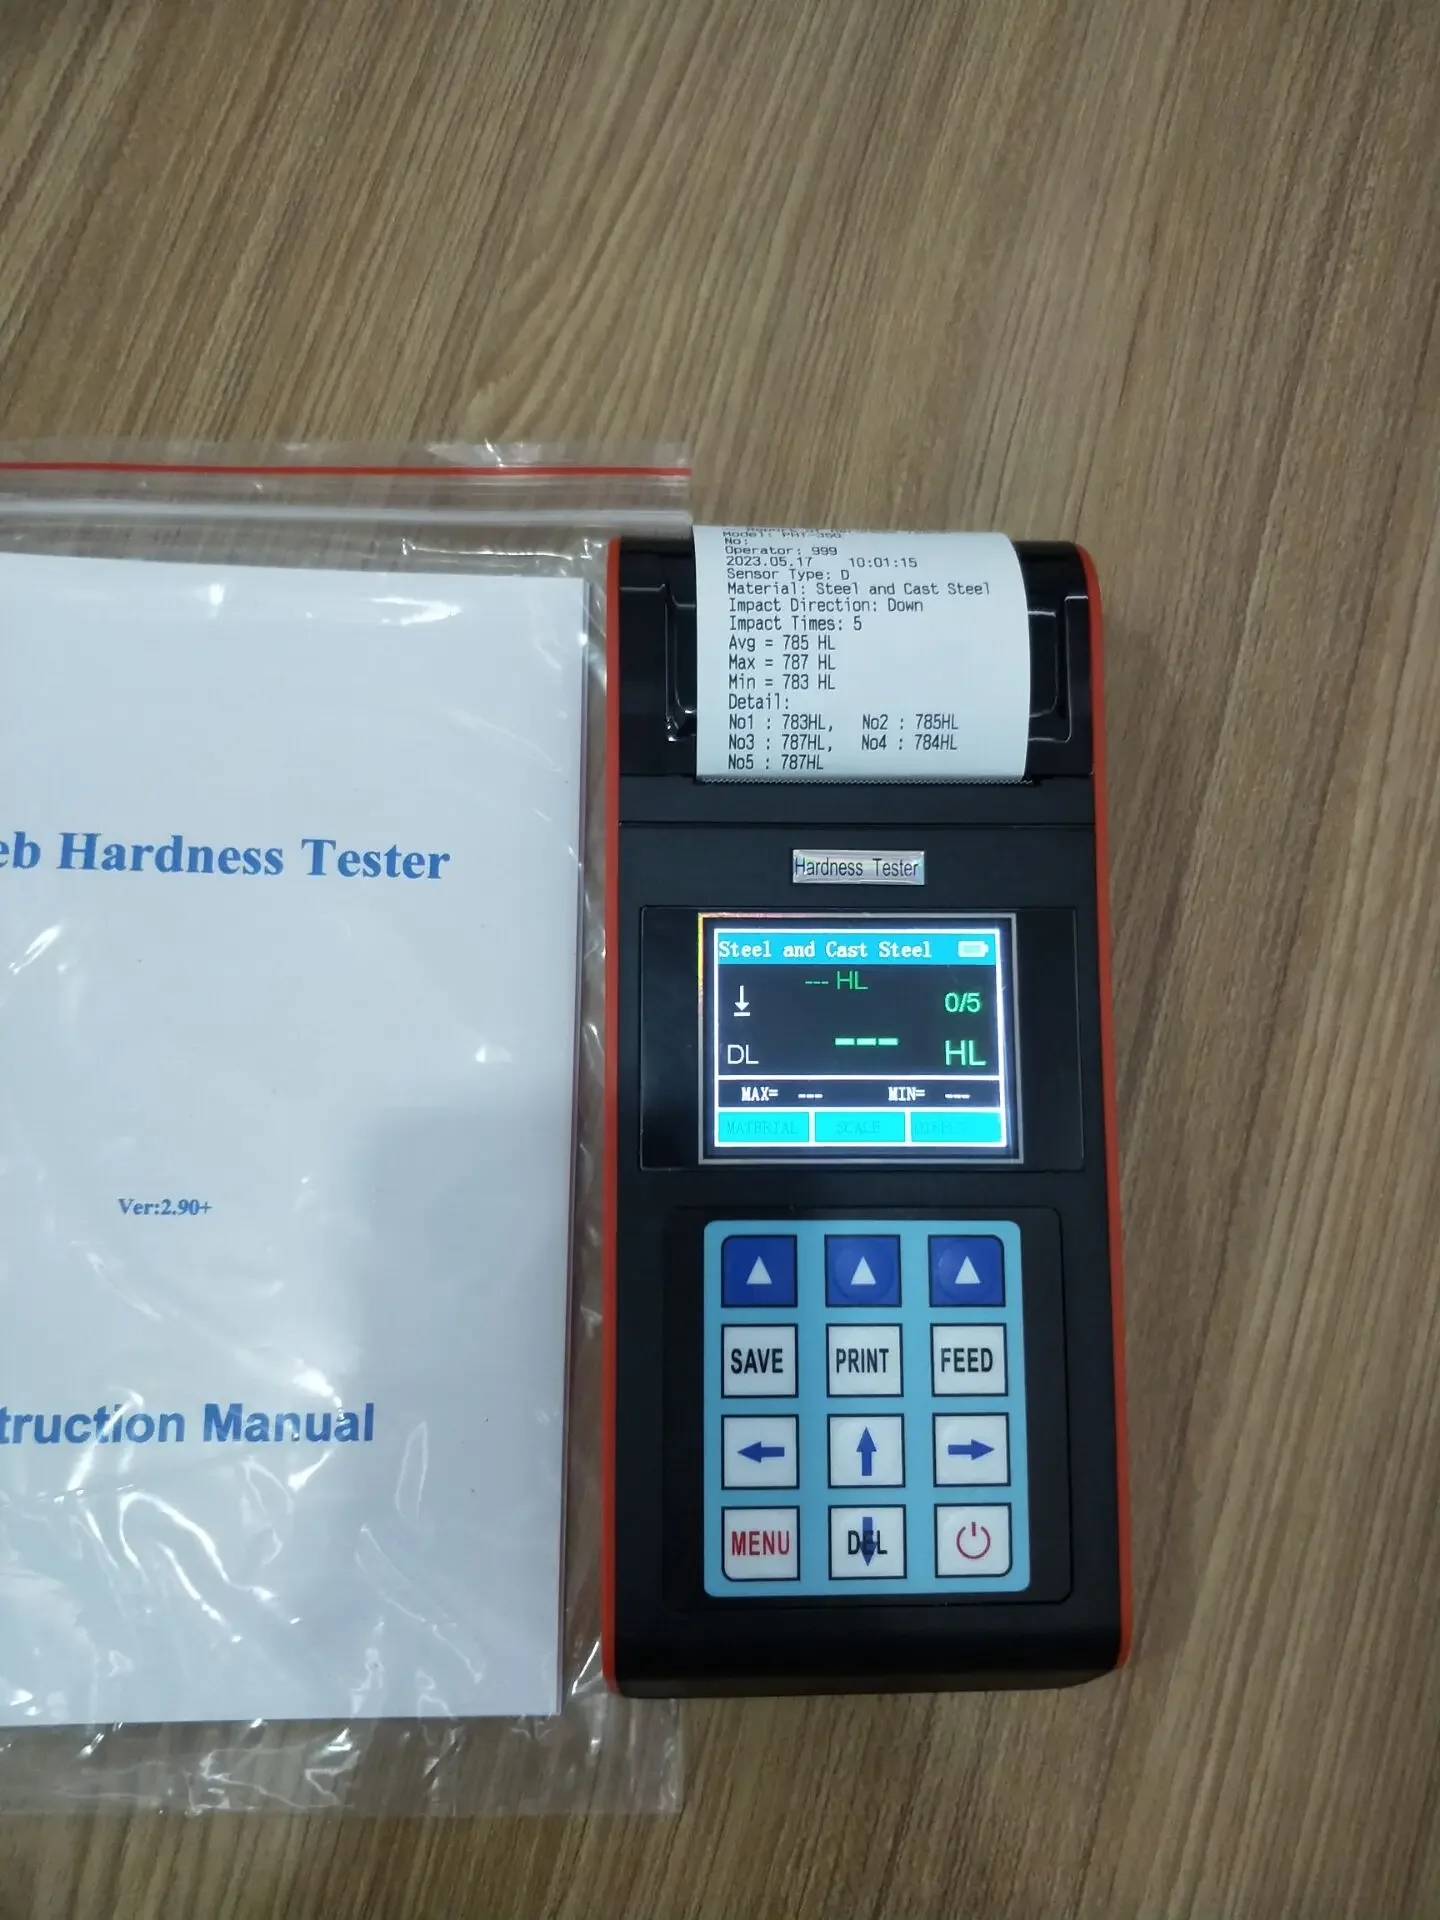 eb Hardness Tester
Ver:2.90+
truction Manual
No:
Operator: 999
2023.05.17 10:01:15
Sensor Type: D
Material: Steel and Cast Steel
Impact Direction: Down
Impact Times: 5
Avg = 785 HL
Max = 787 HL
Min = 783 HL
Detail:
No1 : 783HL, No2 : 785HL
No3 : 787HL, No4 : 784HL
No5 : 787HL
Hardness Tester
Steel and Cast Steel
--- HL
0/5
DL --- HL
MAX= --- MIN= ---
MATERIAL SCALE
SAVE PRINT FEED
MENU DEL